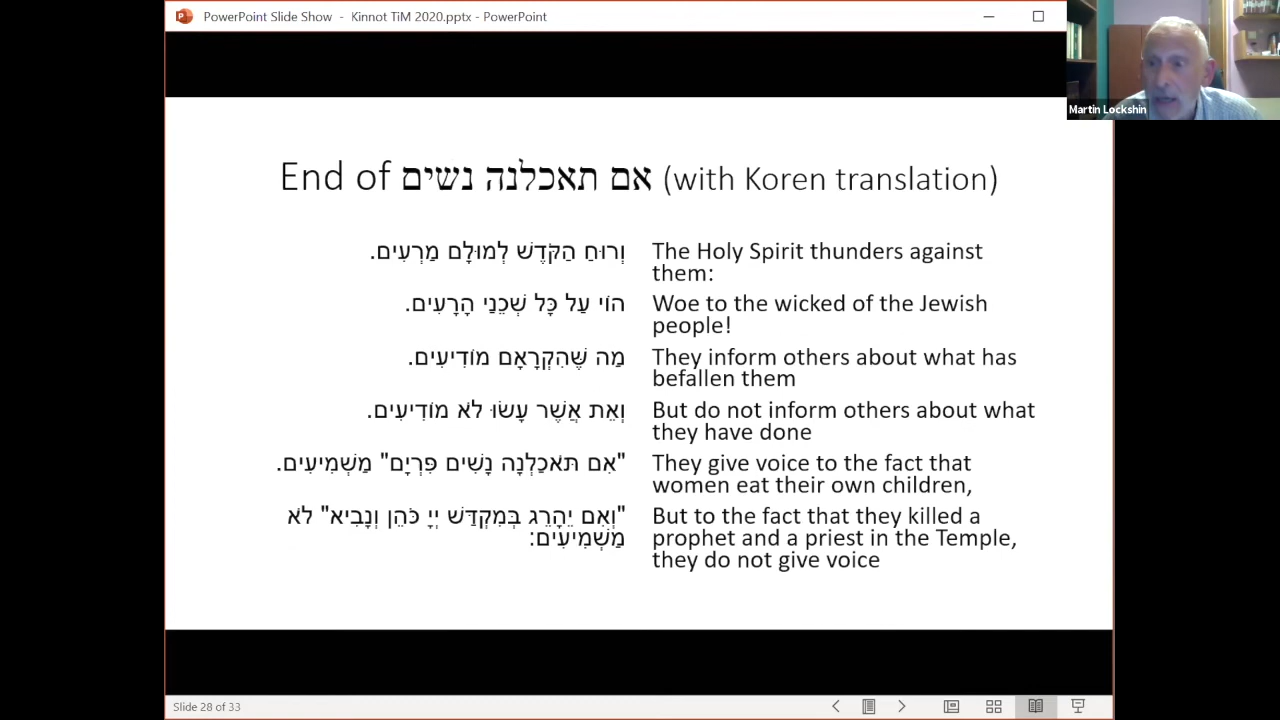 PowerPoint Slide Show - Kinnot TiM 2020.pptx - PowerPoint
Martin Lockshin
End of אם תאכלנה נשים (with Koren translation)
וְרוּחַ הַקֹּדֶשׁ לְמוּלָם מַרְעִים.
The Holy Spirit thunders against
them:
הוֹי עַל כָּל שְׁכֵנַי הָרָעִים.
Woe to the wicked of the Jewish
people!
מַה שֶּׁהִקְרָאָם מוֹדִיעִים.
They inform others about what has
befallen them
וְאֵת אֲשֶׁר עָשׂוּ לֹא מוֹדִיעִים.
But do not inform others about what
they have done
"אִם תֹּאכַלְנָה נָשִׁים פִּרְיָם" מַשְׁמִיעִים.
They give voice to the fact that
women eat their own children,
"וְאִם יֵהָרֵג בְּמִקְדַּשׁ יְיָ כֹּהֵן וְנָבִיא" לֹא
מַשְׁמִיעִים:
But to the fact that they killed a
prophet and a priest in the Temple,
they do not give voice
Slide 28 of 33